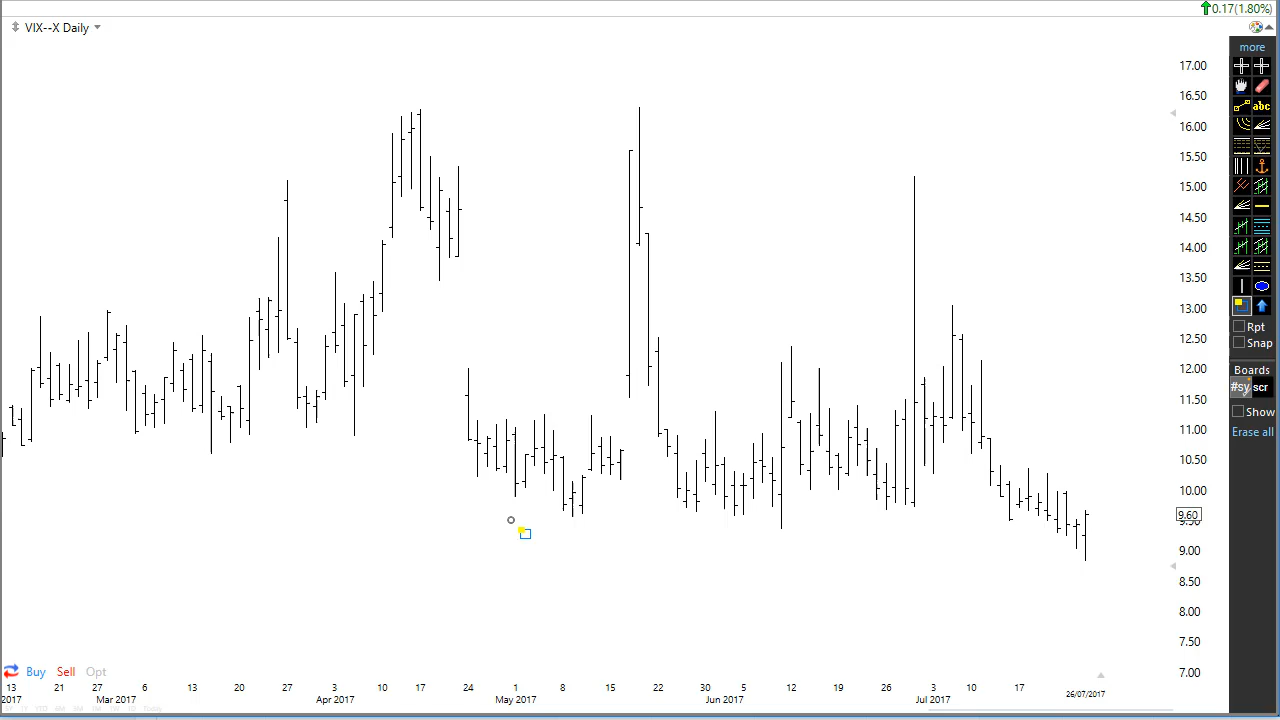 0.17(1.80%)
VIX--X Daily
more
abc
Rpt
Snap
Boards
#sy scr
Show
Erase all
17.00
16.50
16.00
15.50
15.00
14.50
14.00
13.50
13.00
12.50
12.00
11.50
11.00
10.50
10.00
9.60
9.50
9.00
8.50
8.00
7.50
7.00
Buy Sell Opt
13 21 27 6 13 20 27 3 10 17 24 1 8 15 22 30 5 12 19 26 3 10 17 26/07/2017
2017 Mar 2017 Apr 2017 May 2017 Jun 2017 Jul 2017